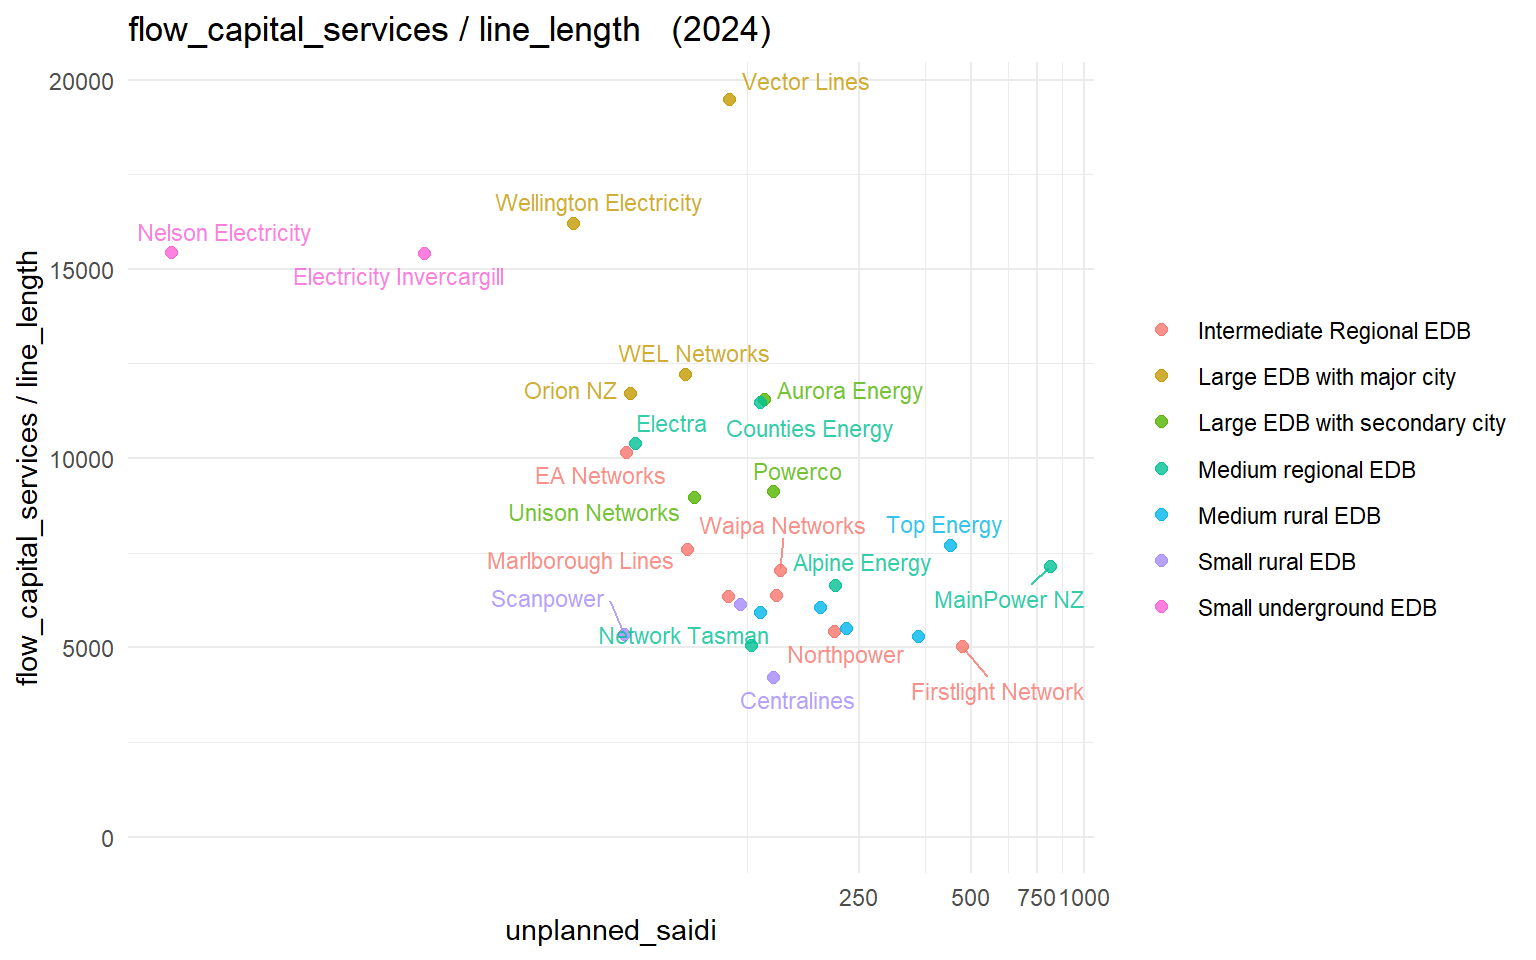 flow_capital_services / line_length (2024)
20000
15000
10000
5000
0
flow_capital_services / line_length
Vector Lines
Wellington Electricity
Nelson Electricity
Electricity Invercargill
WEL Networks
Orion NZ
Aurora Energy
Electra
Counties Energy
EA Networks
Powerco
Unison Networks
Waipa Networks
Top Energy
Marlborough Lines
Alpine Energy
Scanpower
MainPower NZ
Network Tasman
Northpower
Firstlight Network
Centralines
250
500
750
1000
unplanned_saidi
Intermediate Regional EDB
Large EDB with major city
Large EDB with secondary city
Medium regional EDB
Medium rural EDB
Small rural EDB
Small underground EDB